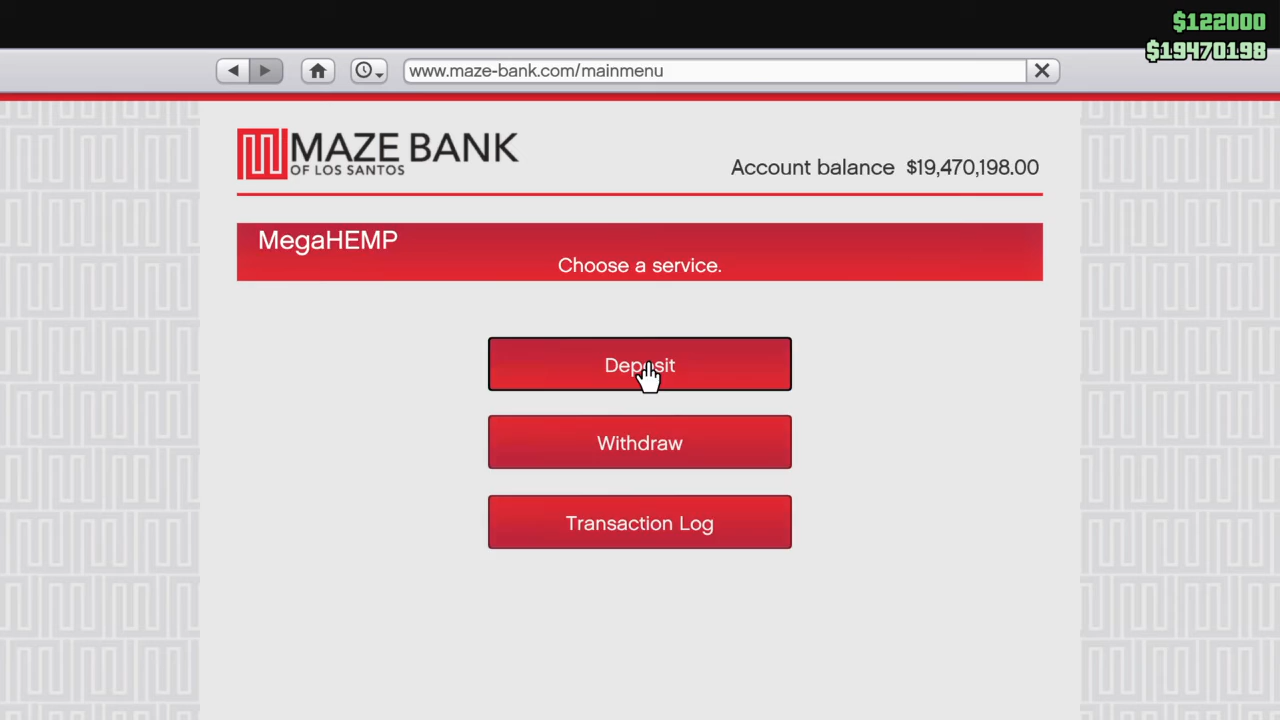 $122000
$19470198
www.maze-bank.com/mainmenu
MAZE BANK
OF LOS SANTOS
Account balance $19,470,198.00
MegaHEMP
Choose a service.
Deposit
Withdraw
Transaction Log